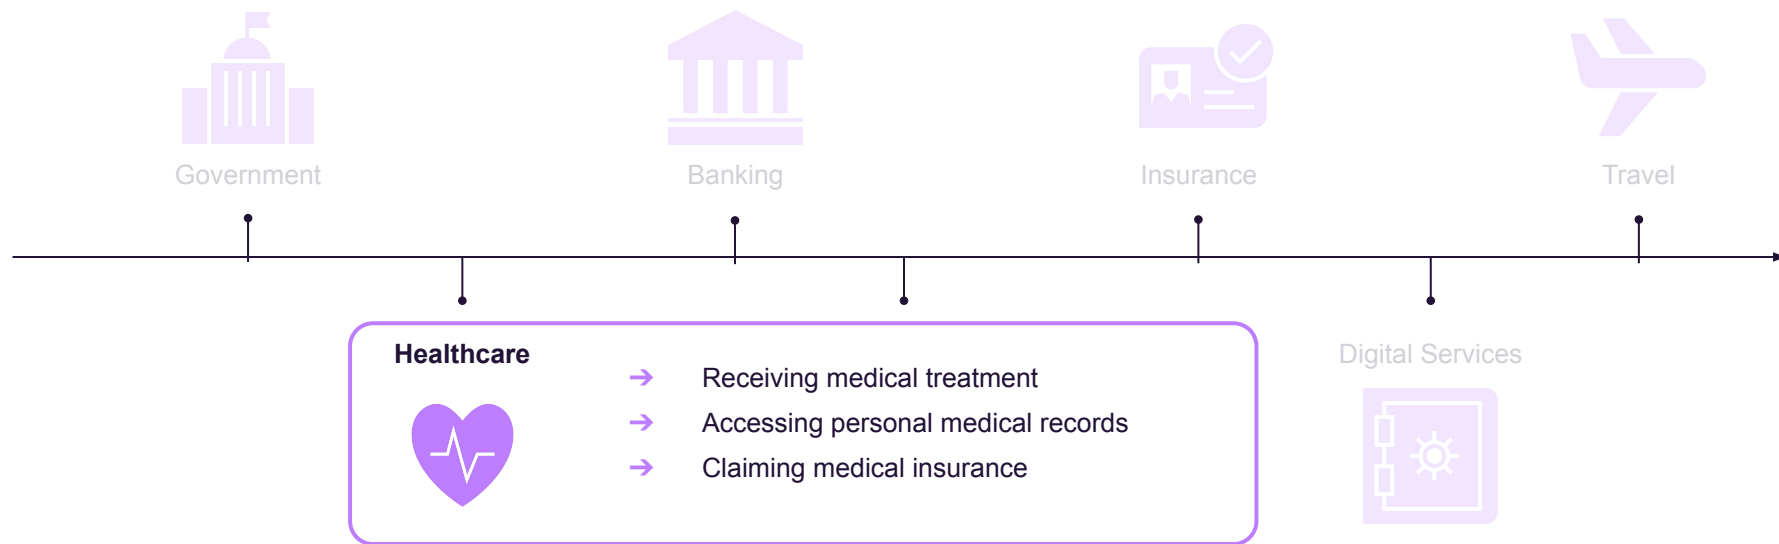 Government
Banking
Insurance
Travel
Healthcare
Receiving medical treatment
Accessing personal medical records
Claiming medical insurance
Digital Services